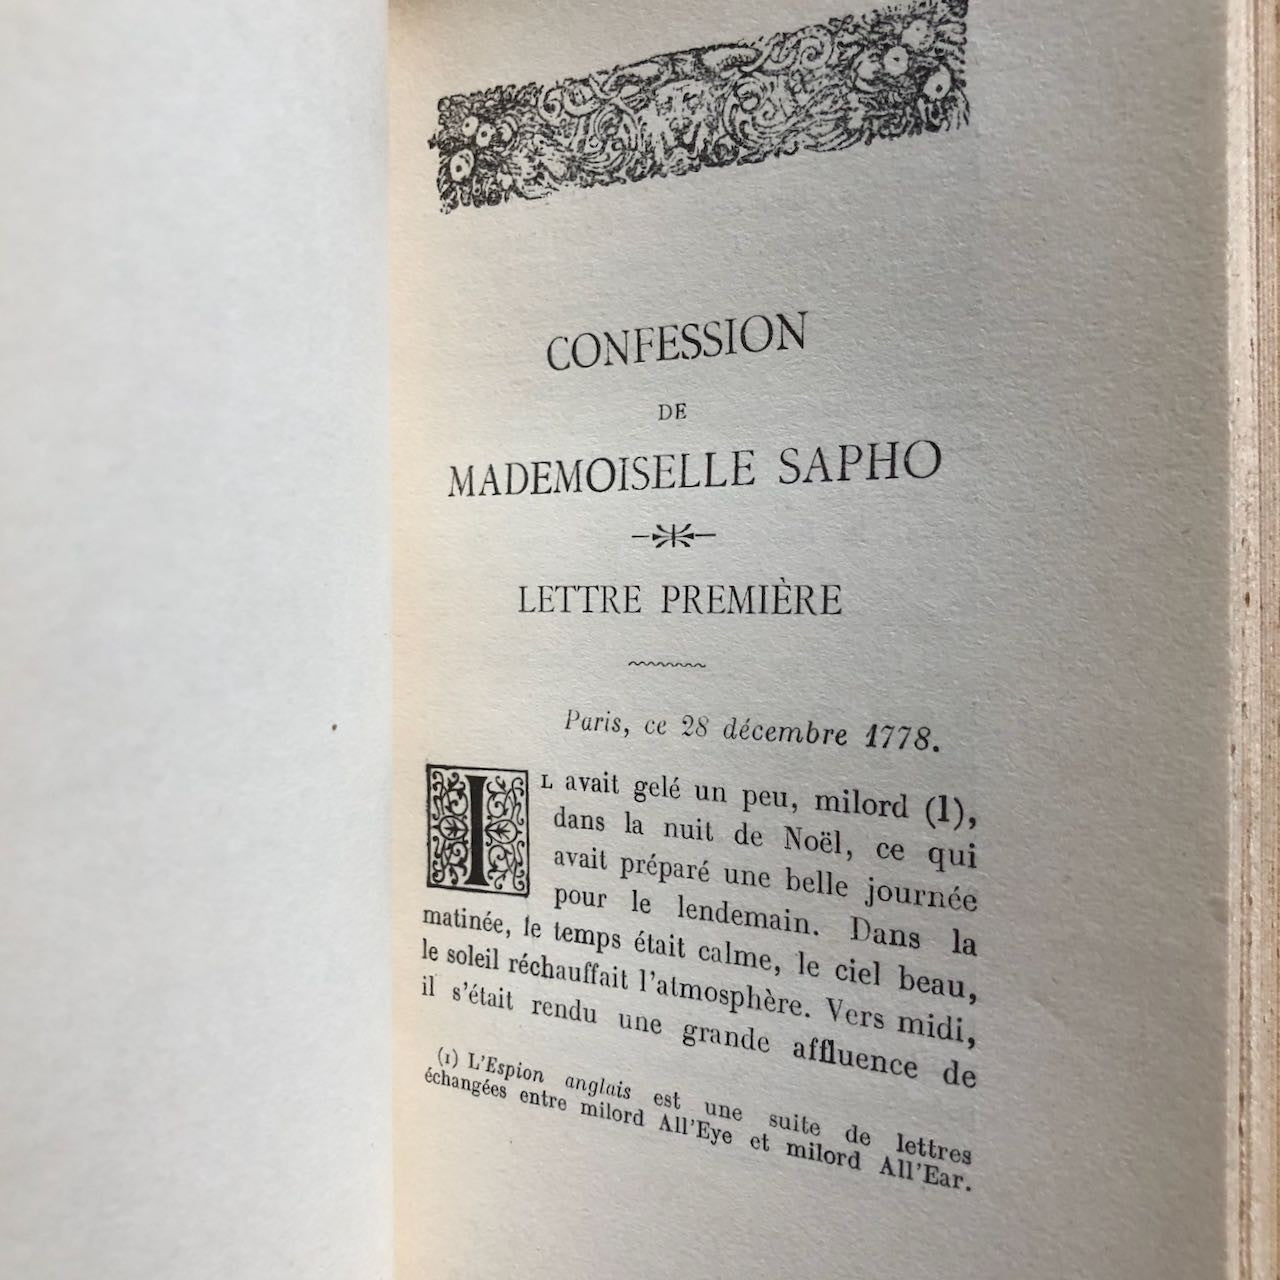 CONFESSION
DE
MADEMOISELLE SAPHO
LETTRE PREMIÈRE
Paris, ce 28 décembre 1778.
IL avait gelé un peu, milord (1),
dans la nuit de Noël, ce qui
avait préparé une belle journée
pour le lendemain. Dans la
matinée, le temps était calme, le ciel beau,
le soleil réchauffait l'atmosphère. Vers midi,
il s'était rendu une grande affluence de
(1) L'Espion anglais est une suite de lettres
échangées entre milord All'Eye et milord All'Ear.